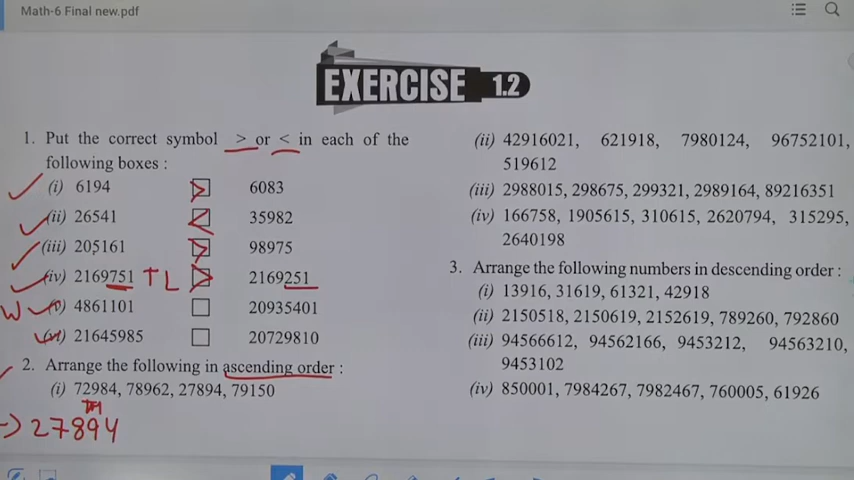 Math-6 Final new.pdf
EXERCISE 1.2
1. Put the correct symbol > or < in each of the
following boxes :
(i) 6194 > 6083
(ii) 26541 < 35982
(iii) 205161 > 98975
(iv) 2169751 TL > 2169251
W (v) 4861101 20935401
(vi) 21645985 20729810
2. Arrange the following in ascending order :
(i) 72984, 78962, 27894, 79150
→ 27894
(ii) 42916021, 621918, 7980124, 96752101,
519612
(iii) 2988015, 298675, 299321, 2989164, 89216351
(iv) 166758, 1905615, 310615, 2620794, 315295,
2640198
3. Arrange the following numbers in descending order :
(i) 13916, 31619, 61321, 42918
(ii) 2150518, 2150619, 2152619, 789260, 792860
(iii) 94566612, 94562166, 9453212, 94563210,
9453102
(iv) 850001, 7984267, 7982467, 760005, 61926